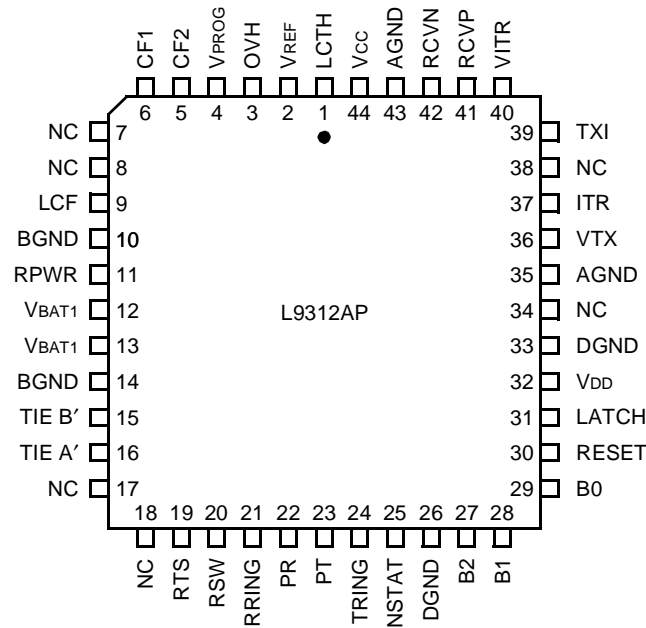 CF1 CF2 VPROG OVH VREF LCTH VCC AGND RCVN RCVP VITR
6 5 4 3 2 1 44 43 42 41 40
NC 7 39 TXI
NC 8 38 NC
LCF 9 37 ITR
BGND 10 36 VTX
RPWR 11 35 AGND
VBAT1 12 34 NC
L9312AP
VBAT1 13 33 DGND
BGND 14 32 VDD
TIE B′ 15 31 LATCH
TIE A′ 16 30 RESET
NC 17 29 B0
18 19 20 21 22 23 24 25 26 27 28
NC RTS RSW RRING PR PT TRING NSTAT DGND B2 B1